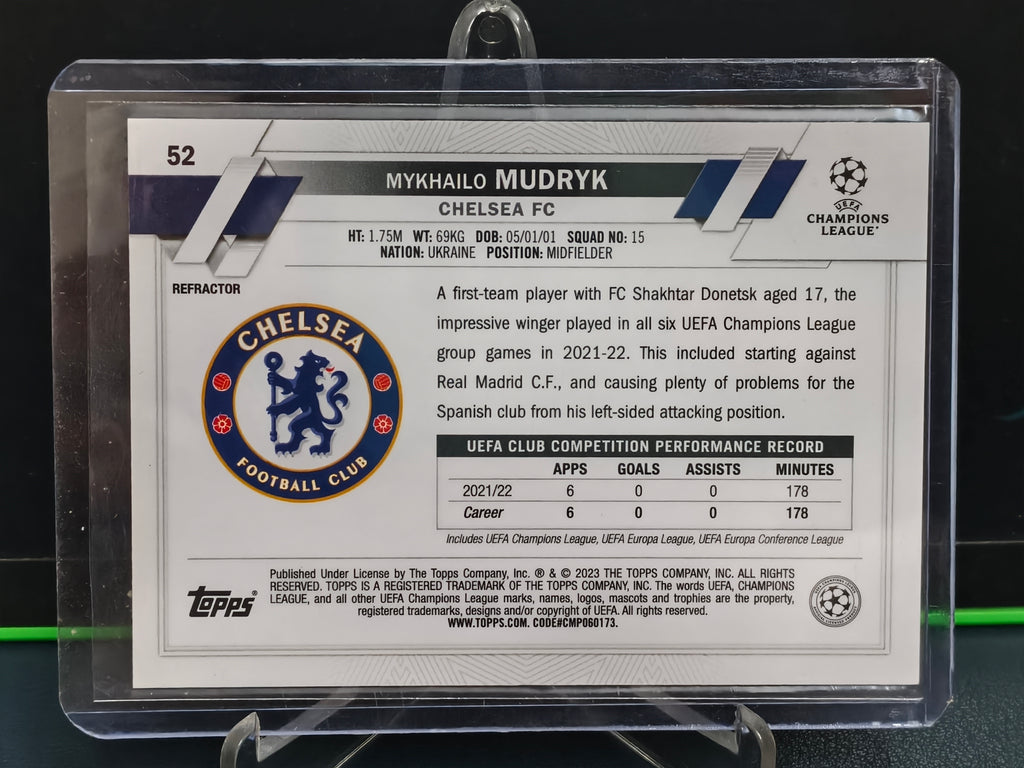 52
MYKHAILO MUDRYK
CHELSEA FC
UEFA
CHAMPIONS
LEAGUE®
HT: 1.75M WT: 69KG DOB: 05/01/01 SQUAD NO: 15
NATION: UKRAINE POSITION: MIDFIELDER
REFRACTOR
CHELSEA
FOOTBALL CLUB
A first-team player with FC Shakhtar Donetsk aged 17, the
impressive winger played in all six UEFA Champions League
group games in 2021-22. This included starting against
Real Madrid C.F., and causing plenty of problems for the
Spanish club from his left-sided attacking position.
UEFA CLUB COMPETITION PERFORMANCE RECORD
APPS GOALS ASSISTS MINUTES
2021/22 6 0 0 178
Career 6 0 0 178
Includes UEFA Champions League, UEFA Europa League, UEFA Europa Conference League
topps®
Published Under License by The Topps Company, Inc. ® & © 2023 THE TOPPS COMPANY, INC. ALL RIGHTS
RESERVED. TOPPS IS A REGISTERED TRADEMARK OF THE TOPPS COMPANY, INC. The words UEFA, CHAMPIONS
LEAGUE, and all other UEFA Champions League marks, names, logos, mascots and trophies are the property,
registered trademarks, designs and/or copyright of UEFA. All rights reserved.
WWW.TOPPS.COM. CODE#CMP060173.